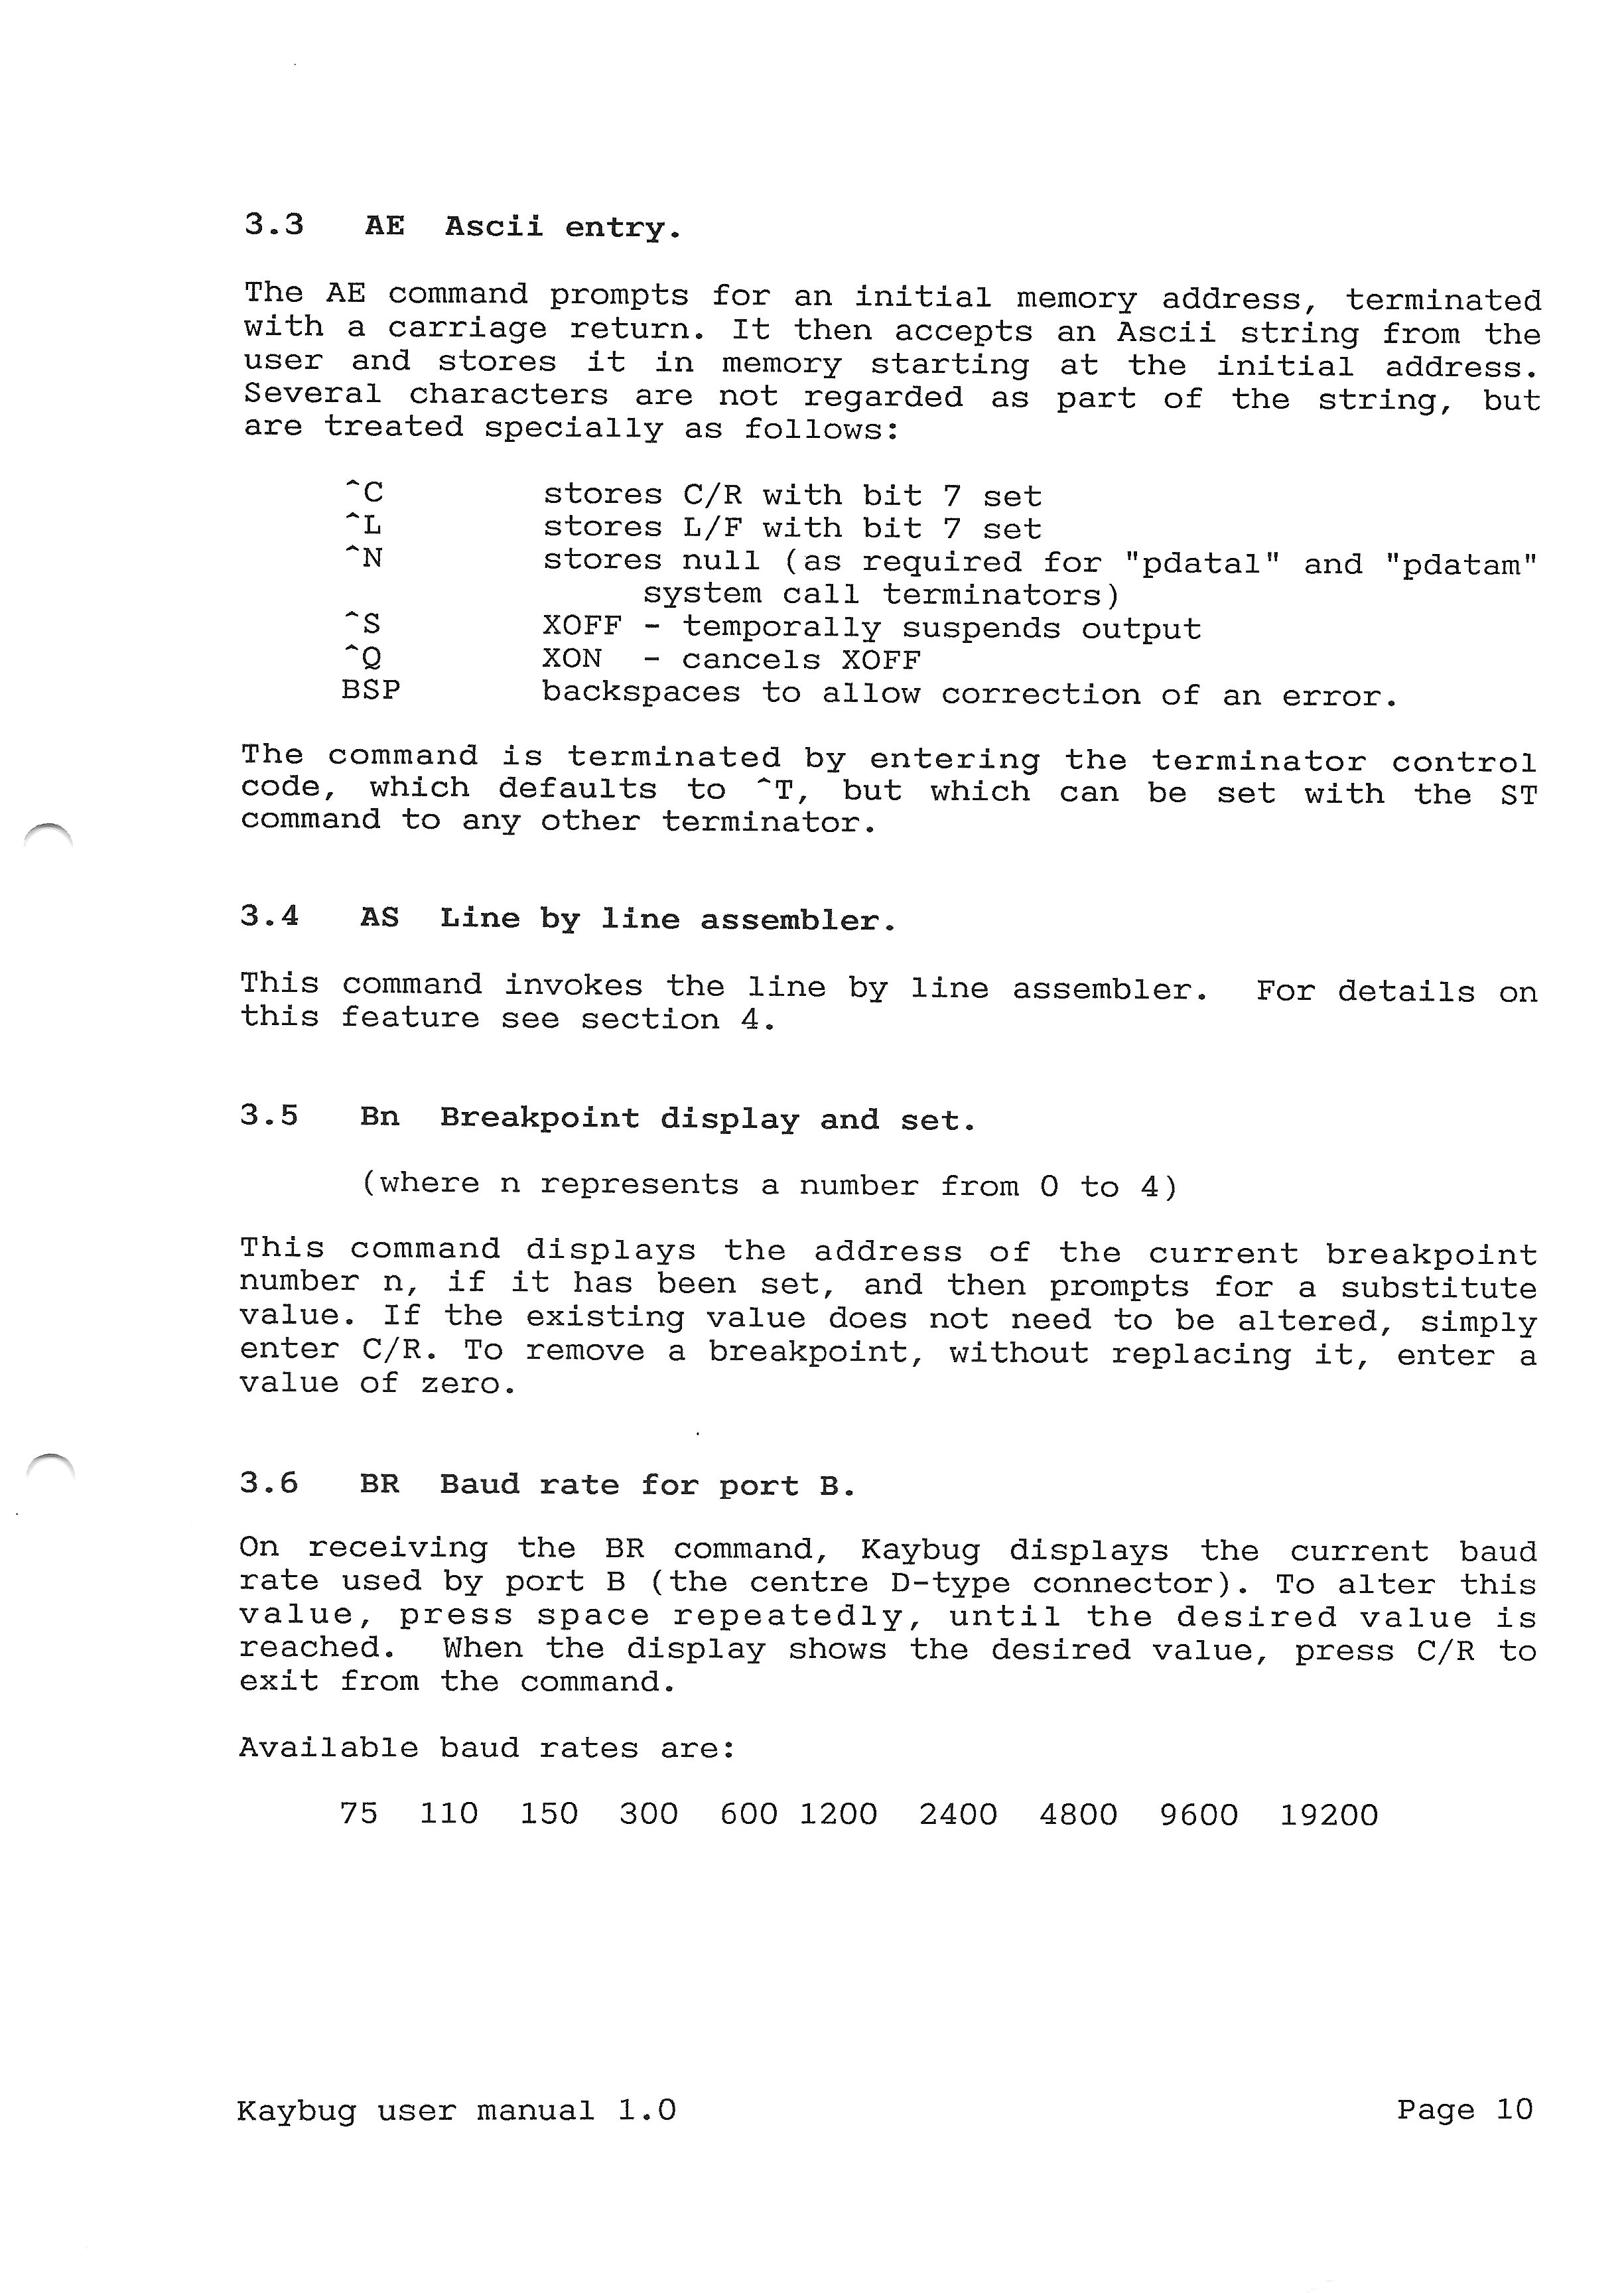 3.3 AE Ascii entry.
The AE command prompts for an initial memory address, terminated
with a carriage return. It then accepts an Ascii string from the
user and stores it in memory starting at the initial address.
Several characters are not regarded as part of the string, but
are treated specially as follows:
^C stores C/R with bit 7 set
^L stores L/F with bit 7 set
^N stores null (as required for "pdatal" and "pdatam"
system call terminators)
^S XOFF - temporally suspends output
^Q XON - cancels XOFF
BSP backspaces to allow correction of an error.
The command is terminated by entering the terminator control
code, which defaults to ^T, but which can be set with the ST
command to any other terminator.
3.4 AS Line by line assembler.
This command invokes the line by line assembler. For details on
this feature see section 4.
3.5 Bn Breakpoint display and set.
(where n represents a number from 0 to 4)
This command displays the address of the current breakpoint
number n, if it has been set, and then prompts for a substitute
value. If the existing value does not need to be altered, simply
enter C/R. To remove a breakpoint, without replacing it, enter a
value of zero.
3.6 BR Baud rate for port B.
On receiving the BR command, Kaybug displays the current baud
rate used by port B (the centre D-type connector). To alter this
value, press space repeatedly, until the desired value is
reached. When the display shows the desired value, press C/R to
exit from the command.
Available baud rates are:
75 110 150 300 600 1200 2400 4800 9600 19200
Kaybug user manual 1.0 Page 10